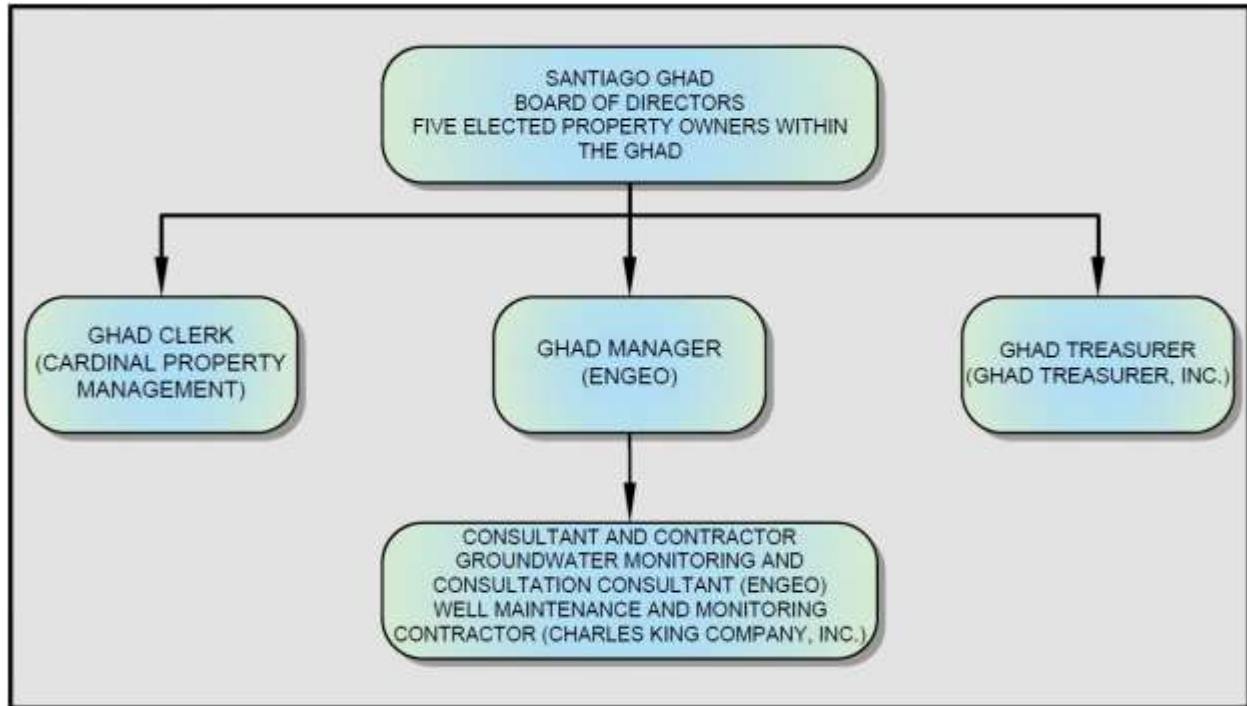 SANTIAGO GHAD
BOARD OF DIRECTORS
FIVE ELECTED PROPERTY OWNERS WITHIN
THE GHAD
GHAD CLERK
(CARDINAL PROPERTY
MANAGEMENT)
GHAD MANAGER
(ENGEO)
GHAD TREASURER
(GHAD TREASURER, INC.)
CONSULTANT AND CONTRACTOR
GROUNDWATER MONITORING AND
CONSULTATION CONSULTANT (ENGEO)
WELL MAINTENANCE AND MONITORING
CONTRACTOR (CHARLES KING COMPANY, INC.)